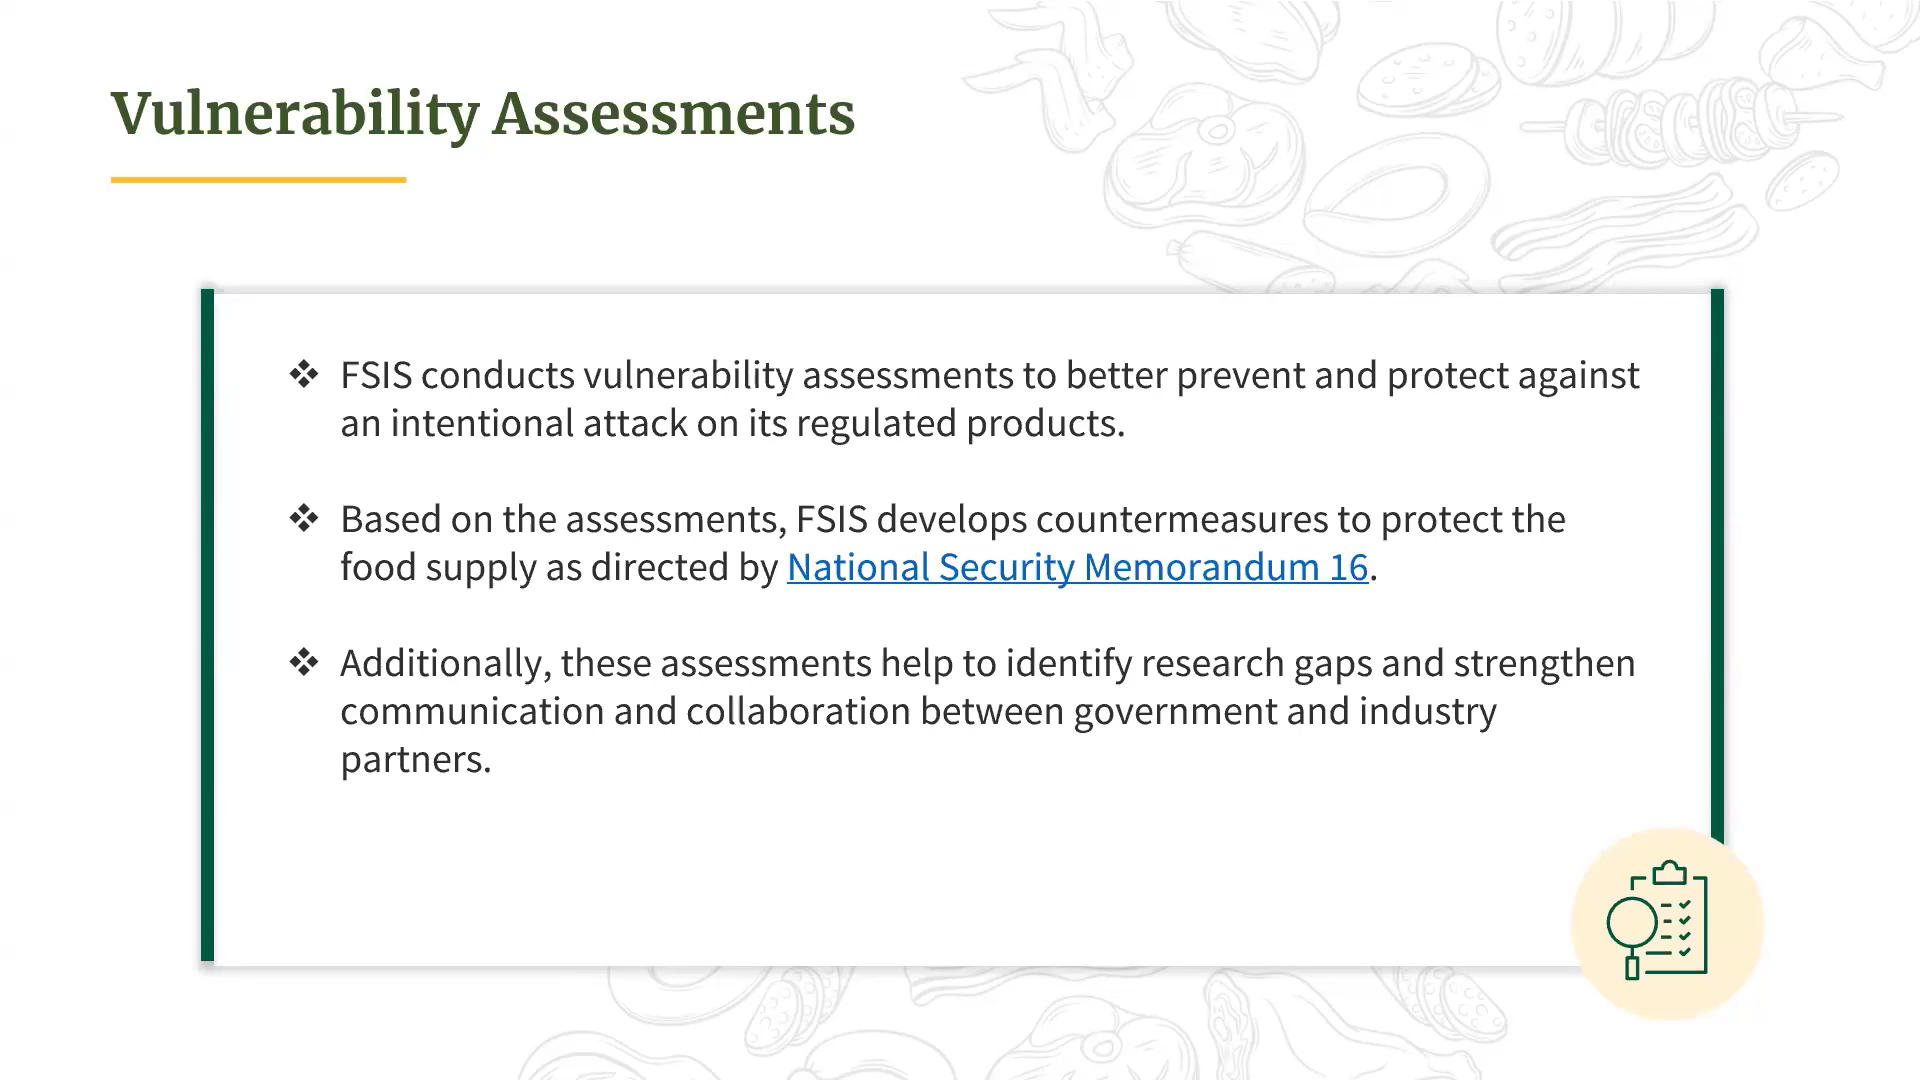 Vulnerability Assessments
❖ FSIS conducts vulnerability assessments to better prevent and protect against
an intentional attack on its regulated products.
❖ Based on the assessments, FSIS develops countermeasures to protect the
food supply as directed by National Security Memorandum 16.
❖ Additionally, these assessments help to identify research gaps and strengthen
communication and collaboration between government and industry
partners.